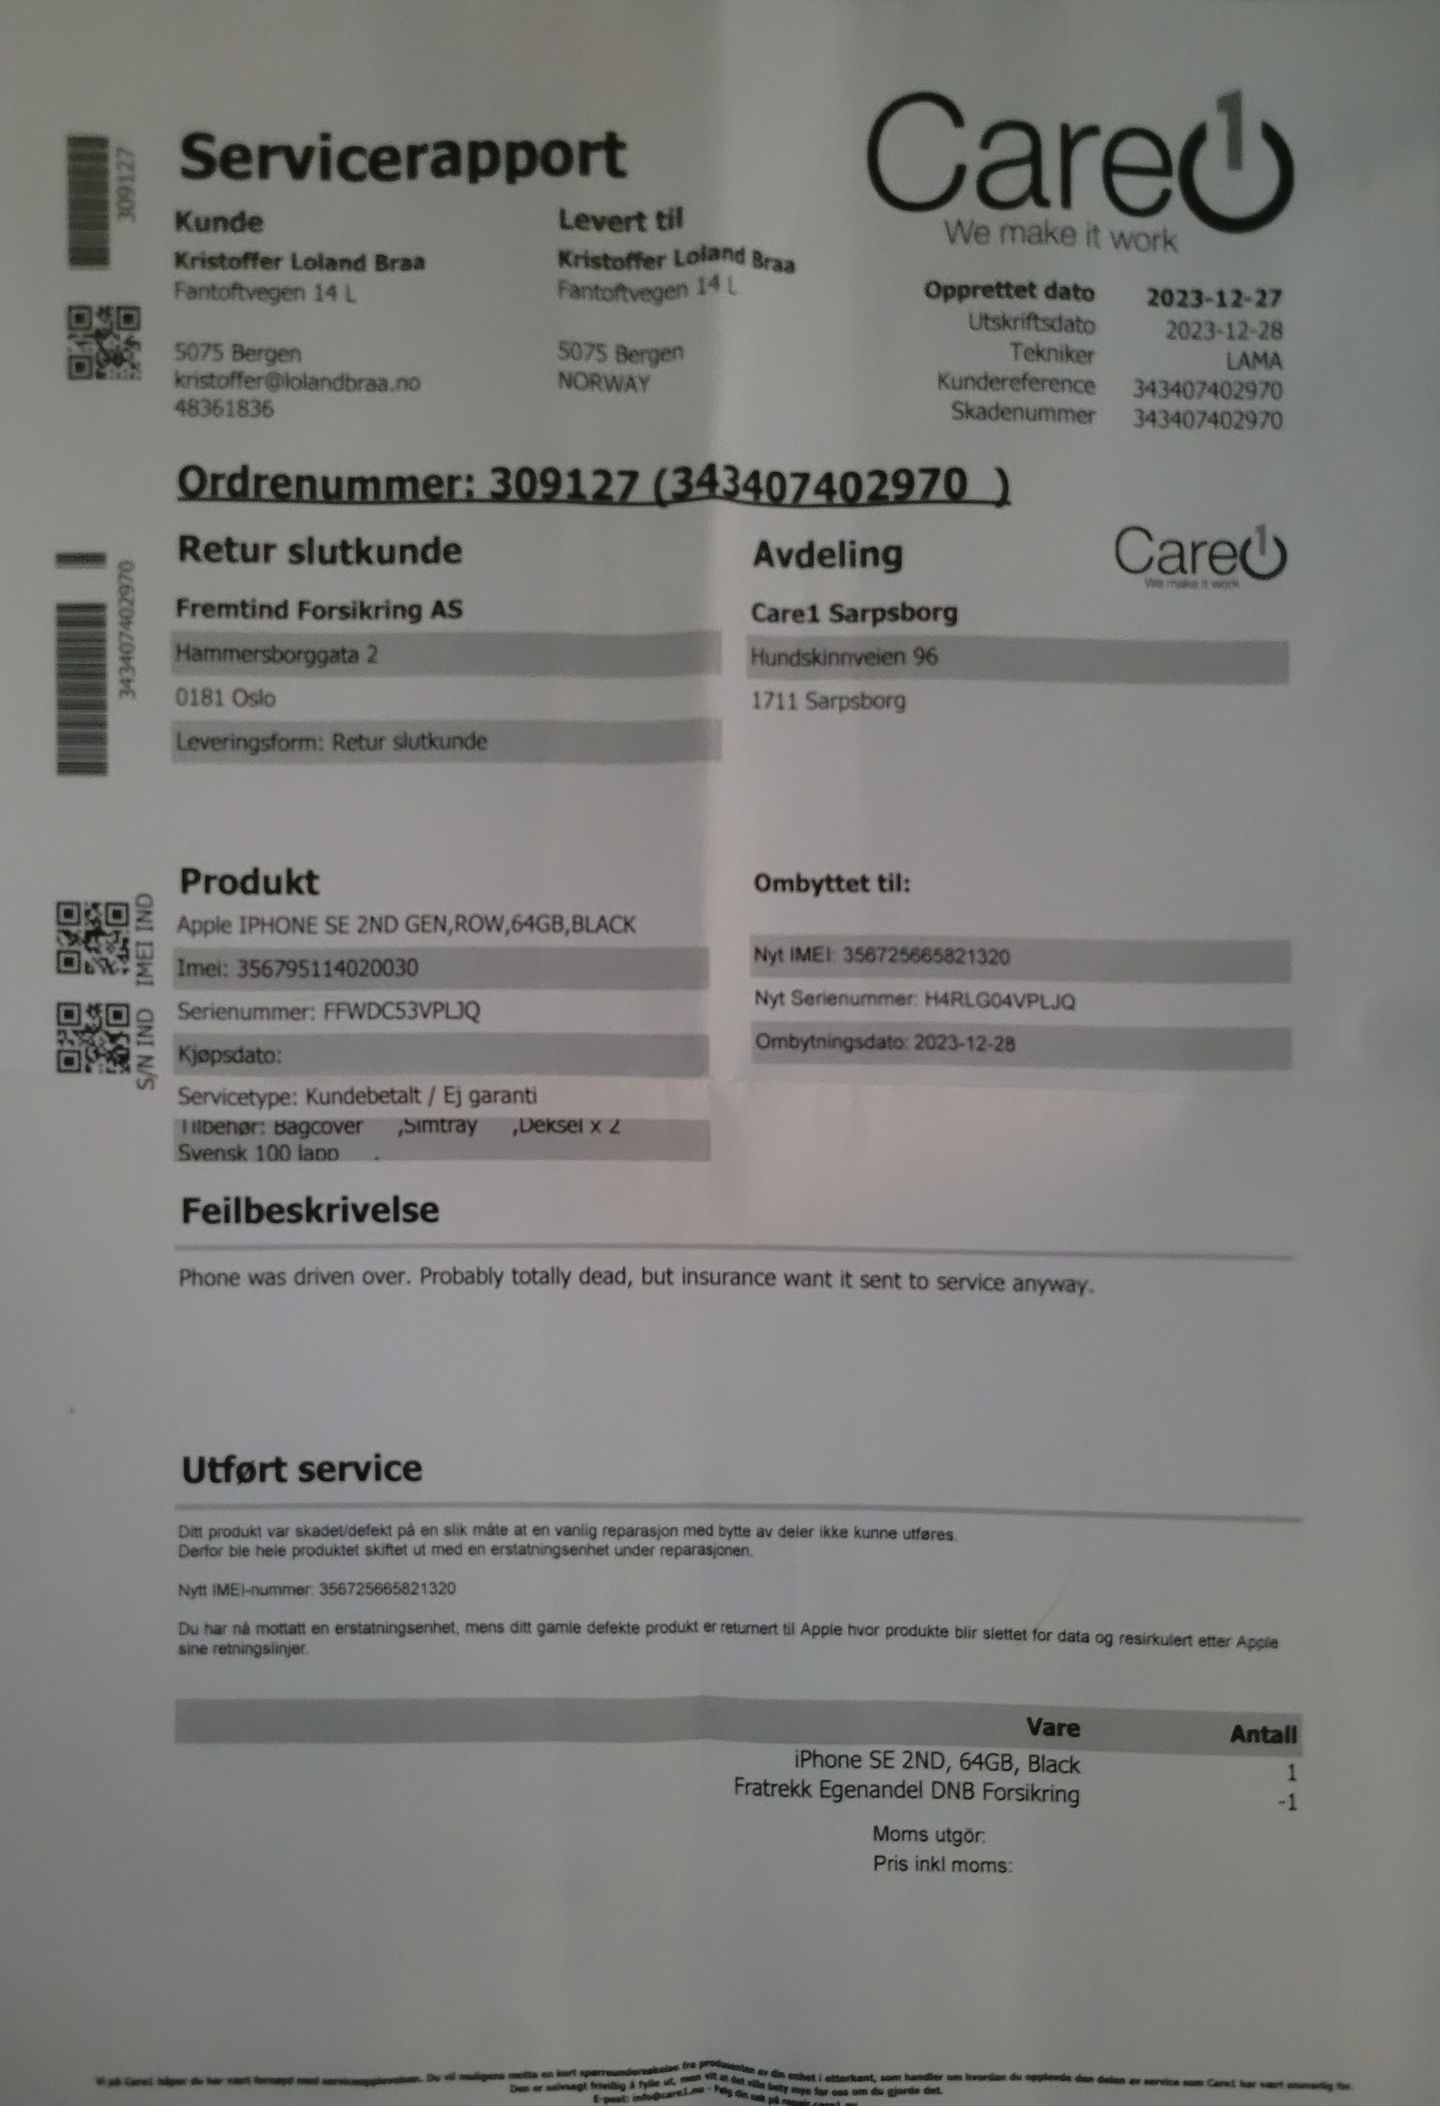 Servicerapport
Care1
We make it work
309127
Kunde
Kristoffer Loland Braa
Fantoftvegen 14 L
5075 Bergen
kristoffer@lolandbraa.no
48361836
Levert til
Kristoffer Loland Braa
Fantoftvegen 14 L
5075 Bergen
NORWAY
Opprettet dato 2023-12-27
Utskriftsdato 2023-12-28
Tekniker LAMA
Kundereference 343407402970
Skadenummer 343407402970
Ordrenummer: 309127 (343407402970 )
343407402970
Retur slutkunde
Fremtind Forsikring AS
Hammersborggata 2
0181 Oslo
Leveringsform: Retur slutkunde
Avdeling
Care1
We make it work
Care1 Sarpsborg
Hundskinnveien 96
1711 Sarpsborg
IMEI IND
S/N IND
Produkt
Apple IPHONE SE 2ND GEN,ROW,64GB,BLACK
Imei: 356795114020030
Serienummer: FFWDC53VPLJQ
Kjøpsdato:
Servicetype: Kundebetalt / Ej garanti
Tilbehør: Bagcover ,Simtray ,Deksel x 2
Svensk 100 lapp .
Ombyttet til:
Nyt IMEI: 356725665821320
Nyt Serienummer: H4RLG04VPLJQ
Ombytningsdato: 2023-12-28
Feilbeskrivelse
Phone was driven over. Probably totally dead, but insurance want it sent to service anyway.
Utført service
Ditt produkt var skadet/defekt på en slik måte at en vanlig reparasjon med bytte av deler ikke kunne utføres.
Derfor ble hele produktet skiftet ut med en erstatningsenhet under reparasjonen.
Nytt IMEI-nummer: 356725665821320
Du har nå mottatt en erstatningsenhet, mens ditt gamle defekte produkt er returnert til Apple hvor produkte blir slettet for data og resirkulert etter Apple
sine retningslinjer.
Vare Antall
iPhone SE 2ND, 64GB, Black 1
Fratrekk Egenandel DNB Forsikring -1
Moms utgör:
Pris inkl moms:
Vi på Care1 håper du har vært fornøyd med serviceopplevelsen. Du vil muligens motta en kort spørreundersøkelse fra produsenten av din enhet i etterkant, som handler om hvordan du opplevde den delen av service som Care1 har vært ansvarlig for.
Den er selvsagt frivillig å fylle ut, men vit at det ville bety mye for oss om du gjorde det.
E-post: info@care1.nu - Følg din sak på